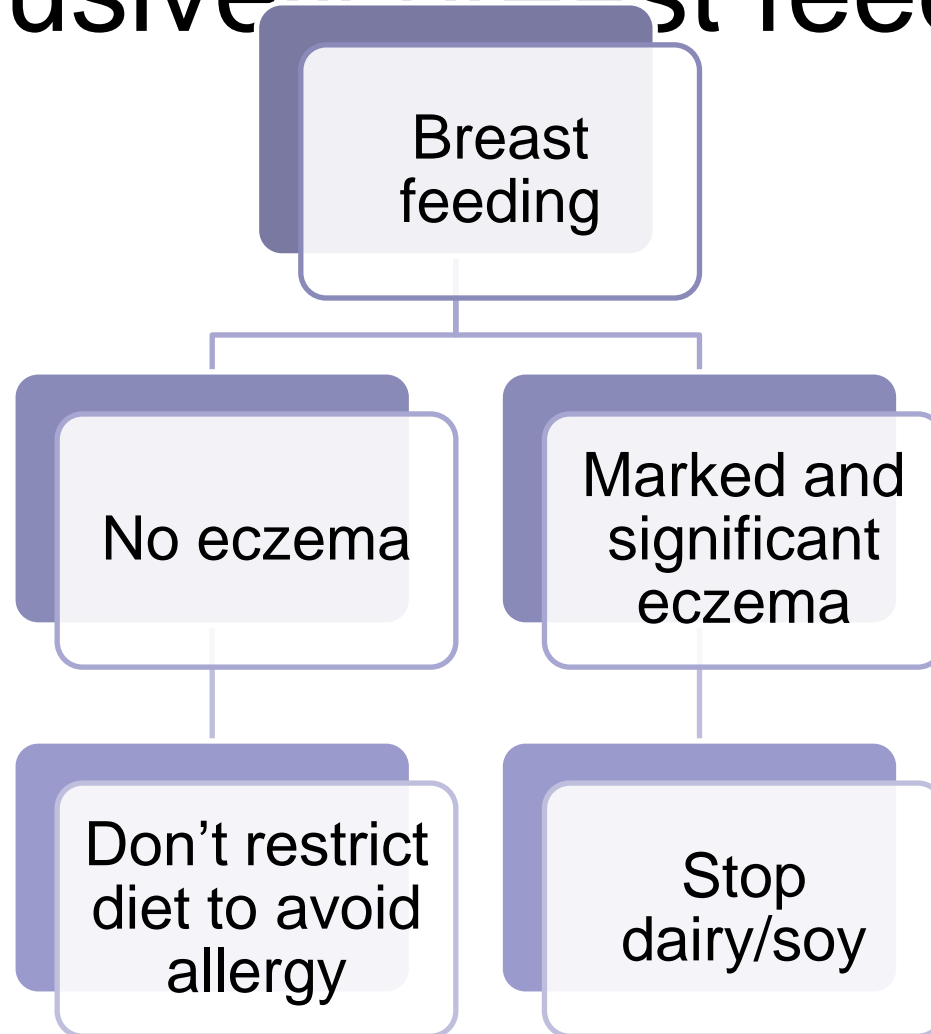 Breast
feeding
No eczema
Marked and
significant
eczema
Don't restrict
diet to avoid
allergy
Stop
dairy/soy